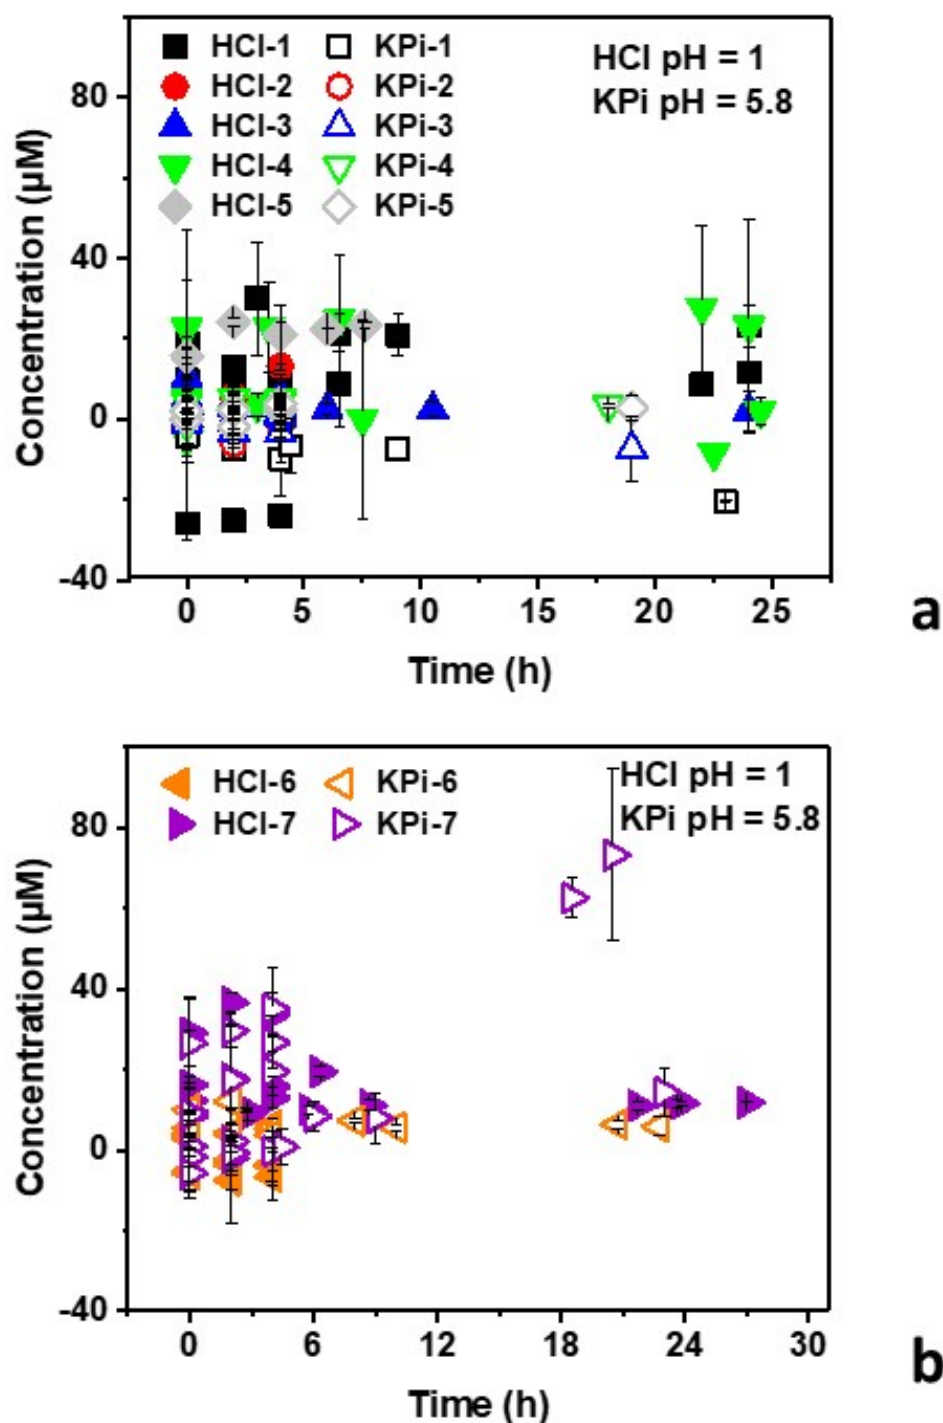 HCl-1 KPi-1 HCl pH = 1
HCl-2 KPi-2 KPi pH = 5.8
80
HCl-3 KPi-3
HCl-4 KPi-4
HCl-5 KPi-5
40
0
-40
0 5 10 15 20 25
Concentration (µM)
Time (h)
a
HCl-6 KPi-6 HCl pH = 1
HCl-7 KPi-7 KPi pH = 5.8
80
40
0
-40
0 6 12 18 24 30
Concentration (µM)
Time (h)
b